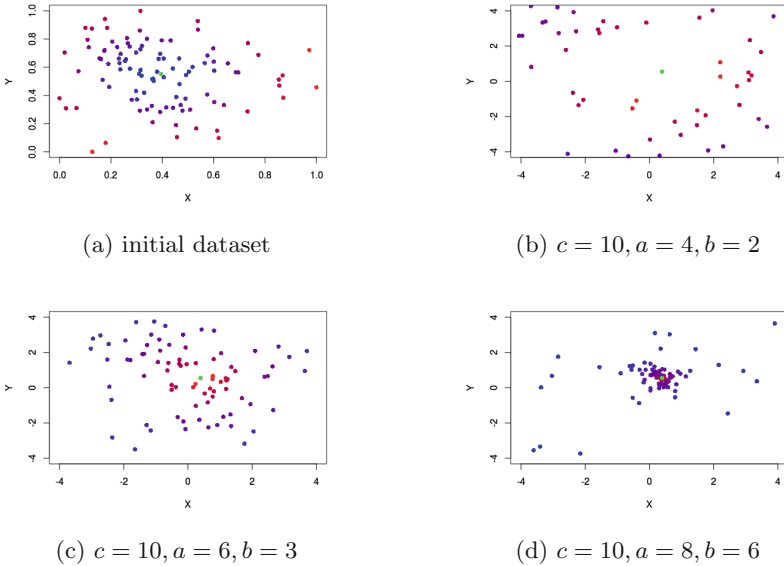 1.0
0.8
0.6
0.4
0.2
0.0
Y
0.0 0.2 0.4 0.6 0.8 1.0
X
(a) initial dataset
4
2
0
-2
-4
Y
-4 -2 0 2 4
X
(b) c = 10, a = 4, b = 2
4
2
0
-2
-4
Y
-4 -2 0 2 4
X
(c) c = 10, a = 6, b = 3
4
2
0
-2
-4
Y
-4 -2 0 2 4
X
(d) c = 10, a = 8, b = 6